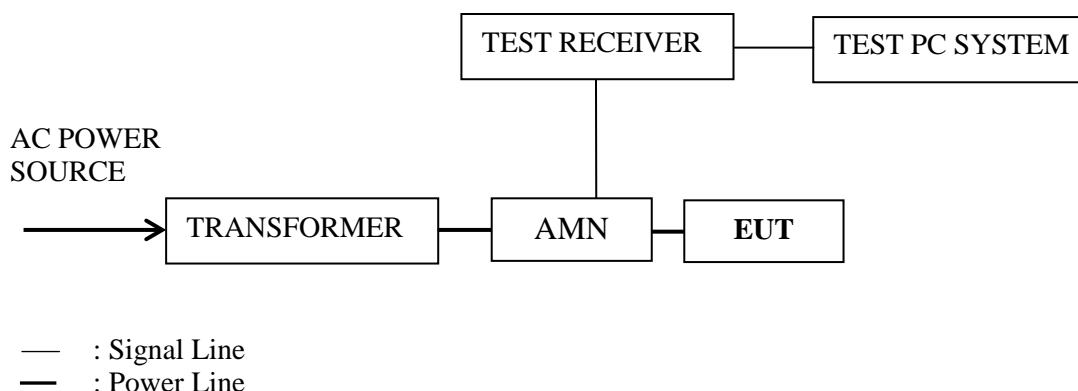 TEST RECEIVER
TEST PC SYSTEM
AC POWER
SOURCE
TRANSFORMER
AMN
EUT
: Signal Line
: Power Line